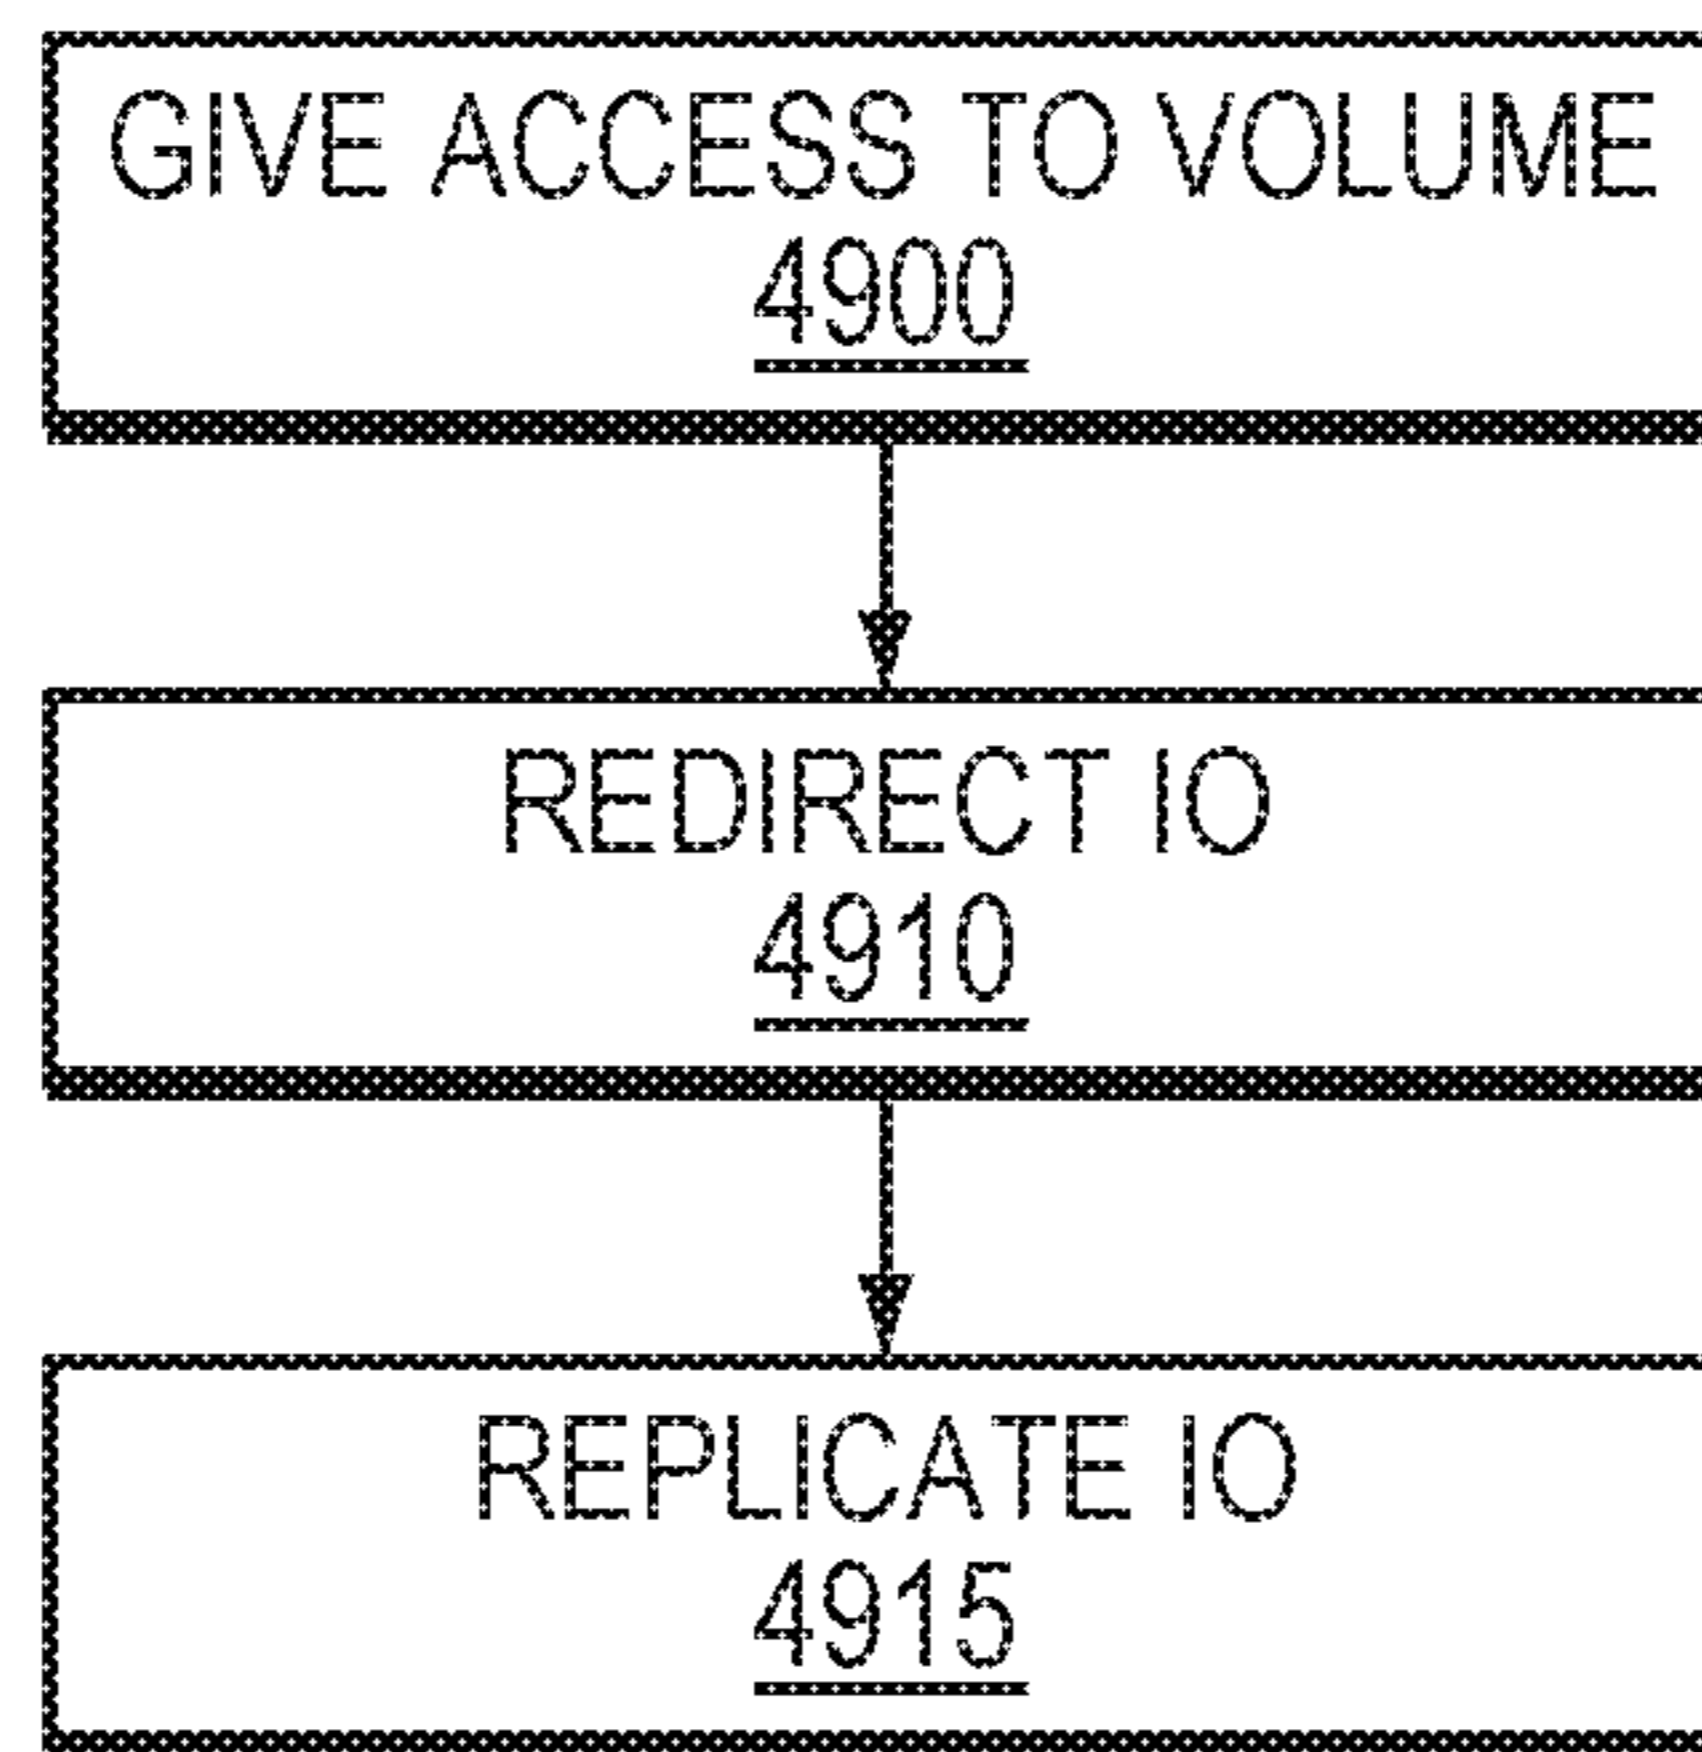 GIVE ACCESS TO VOLUME
4900
REDIRECT IO
4910
REPLICATE IO
4915